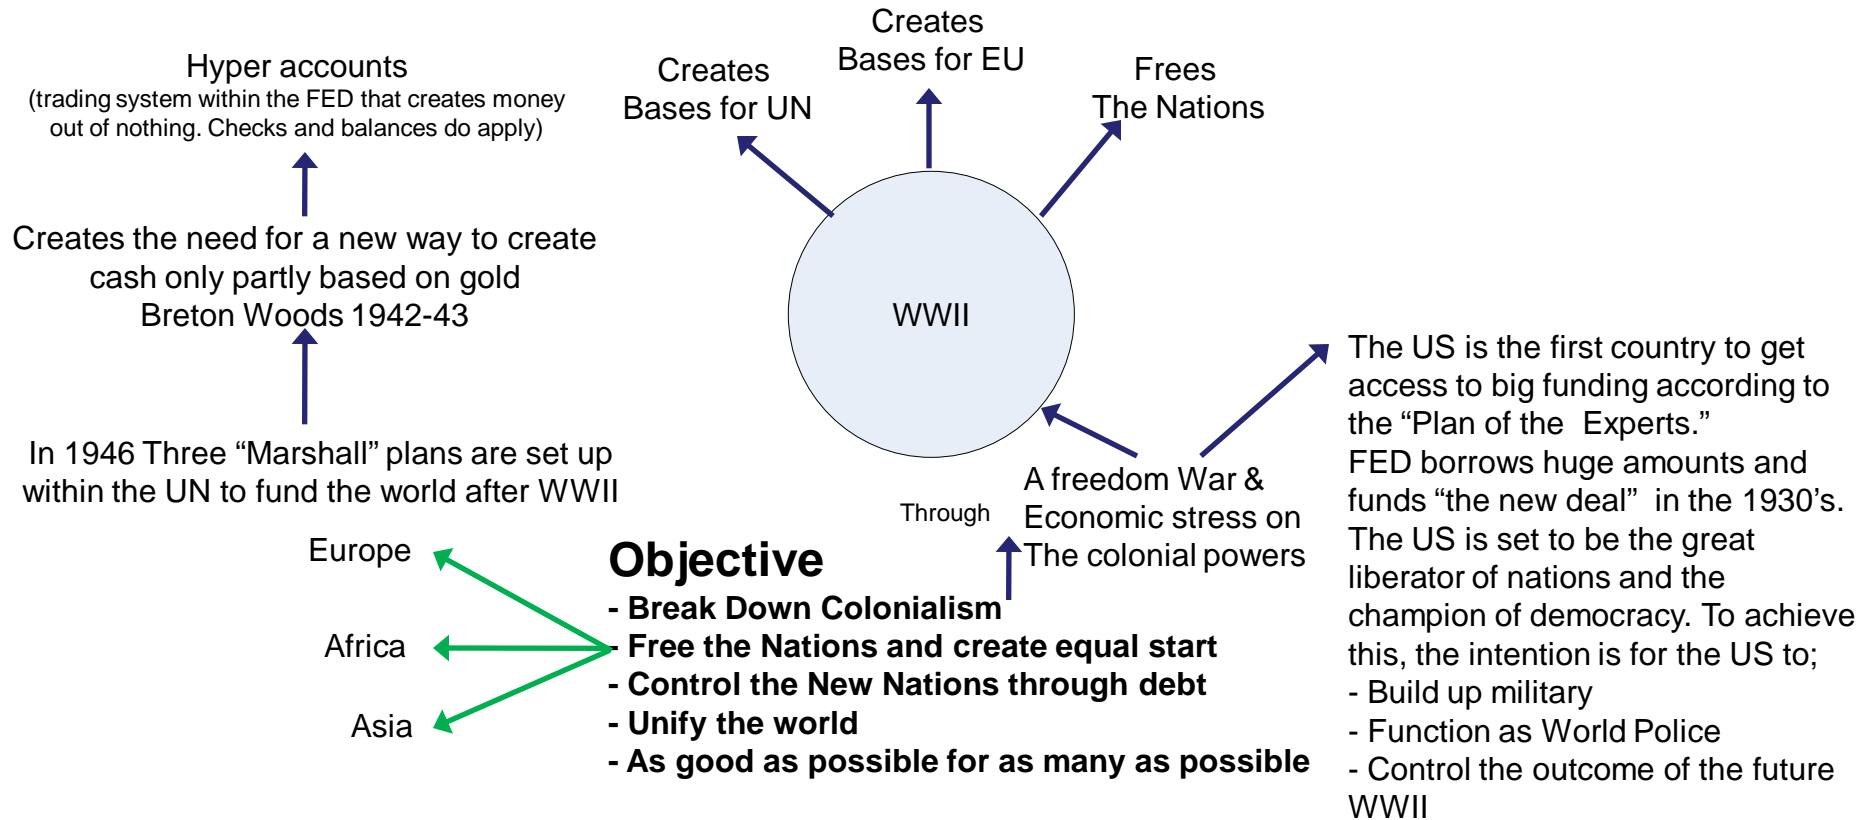 Hyper accounts
(trading system within the FED that creates money
out of nothing. Checks and balances do apply)
Creates the need for a new way to create
cash only partly based on gold
Breton Woods 1942-43
In 1946 Three “Marshall” plans are set up
within the UN to fund the world after WWII
Europe
Africa
Asia
Creates
Bases for UN
Creates
Bases for EU
Frees
The Nations
WWII
Through
A freedom War &
Economic stress on
The colonial powers
Objective
- Break Down Colonialism
- Free the Nations and create equal start
- Control the New Nations through debt
- Unify the world
- As good as possible for as many as possible
The US is the first country to get
access to big funding according to
the “Plan of the Experts.”
FED borrows huge amounts and
funds “the new deal” in the 1930’s.
The US is set to be the great
liberator of nations and the
champion of democracy. To achieve
this, the intention is for the US to;
- Build up military
- Function as World Police
- Control the outcome of the future
WWII